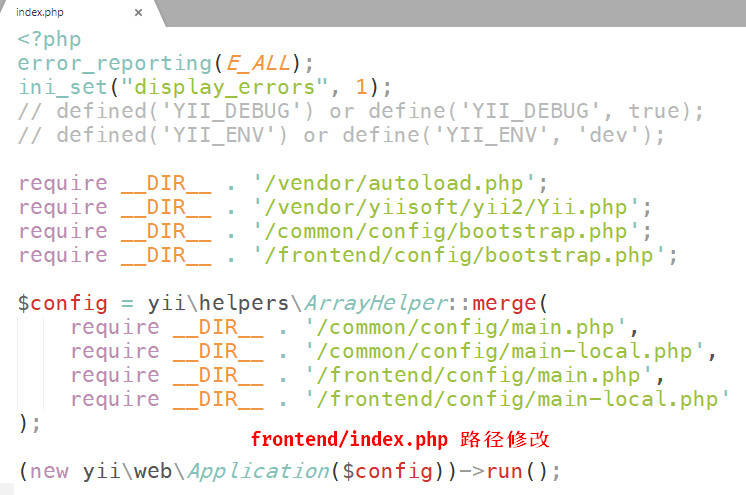 index.php ×
<?php
error_reporting(E_ALL);
ini_set("display_errors", 1);
// defined('YII_DEBUG') or define('YII_DEBUG', true);
// defined('YII_ENV') or define('YII_ENV', 'dev');
require __DIR__ . '/vendor/autoload.php';
require __DIR__ . '/vendor/yiisoft/yii2/Yii.php';
require __DIR__ . '/common/config/bootstrap.php';
require __DIR__ . '/frontend/config/bootstrap.php';
$config = yii\helpers\ArrayHelper::merge(
require __DIR__ . '/common/config/main.php',
require __DIR__ . '/common/config/main-local.php',
require __DIR__ . '/frontend/config/main.php',
require __DIR__ . '/frontend/config/main-local.php'
);
frontend/index.php 路径修改
(new yii\web\Application($config))->run();